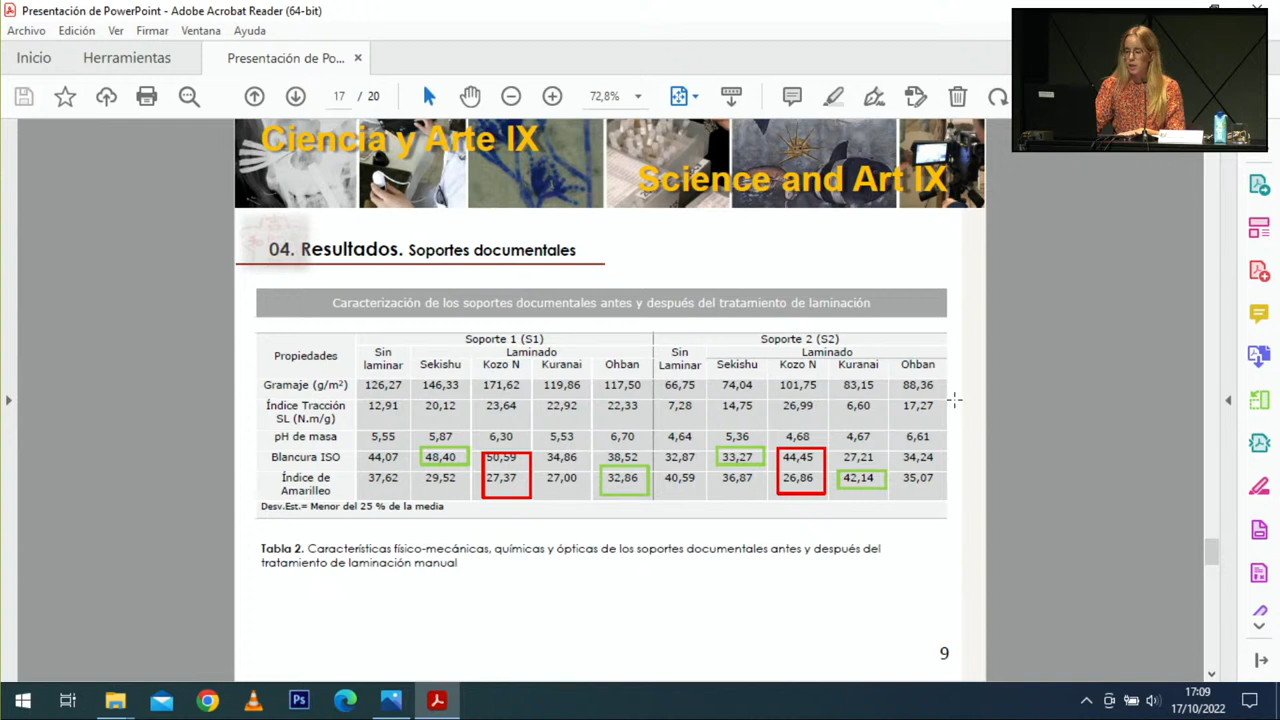 Presentación de PowerPoint - Adobe Acrobat Reader (64-bit)
Archivo Edición Ver Firmar Ventana Ayuda
Inicio Herramientas Presentación de Po...
17 / 20 72,8%
Ciencia y Arte IX
Science and Art IX
04. Resultados. Soportes documentales
Caracterización de los soportes documentales antes y después del tratamiento de laminación
Soporte 1 (S1) Soporte 2 (S2)
Propiedades Sin laminar Laminado Sin Laminar Laminado
Sekishu Kozo N Kuranai Ohban Sekishu Kozo N Kuranai Ohban
Gramaje (g/m²) 126,27 146,33 171,62 119,86 117,50 66,75 74,04 101,75 83,15 88,36
Índice Tracción SL (N.m/g) 12,91 20,12 23,64 22,92 22,33 7,28 14,75 26,99 6,60 17,27
pH de masa 5,55 5,87 6,30 5,53 6,70 4,64 5,36 4,68 4,67 6,61
Blancura ISO 44,07 48,40 50,59 34,86 38,52 32,87 33,27 44,45 27,21 34,24
Índice de Amarilleo 37,62 29,52 27,37 27,00 32,86 40,59 36,87 26,86 42,14 35,07
Desv.Est.= Menor del 25 % de la media
Tabla 2. Características físico-mecánicas, químicas y ópticas de los soportes documentales antes y después del
tratamiento de laminación manual
9
17:09
17/10/2022